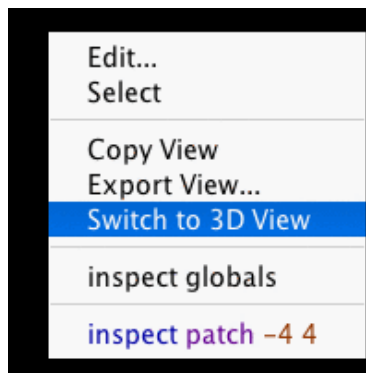 Edit...
Select
Copy View
Export View...
Switch to 3D View
inspect globals
inspect patch −4 4